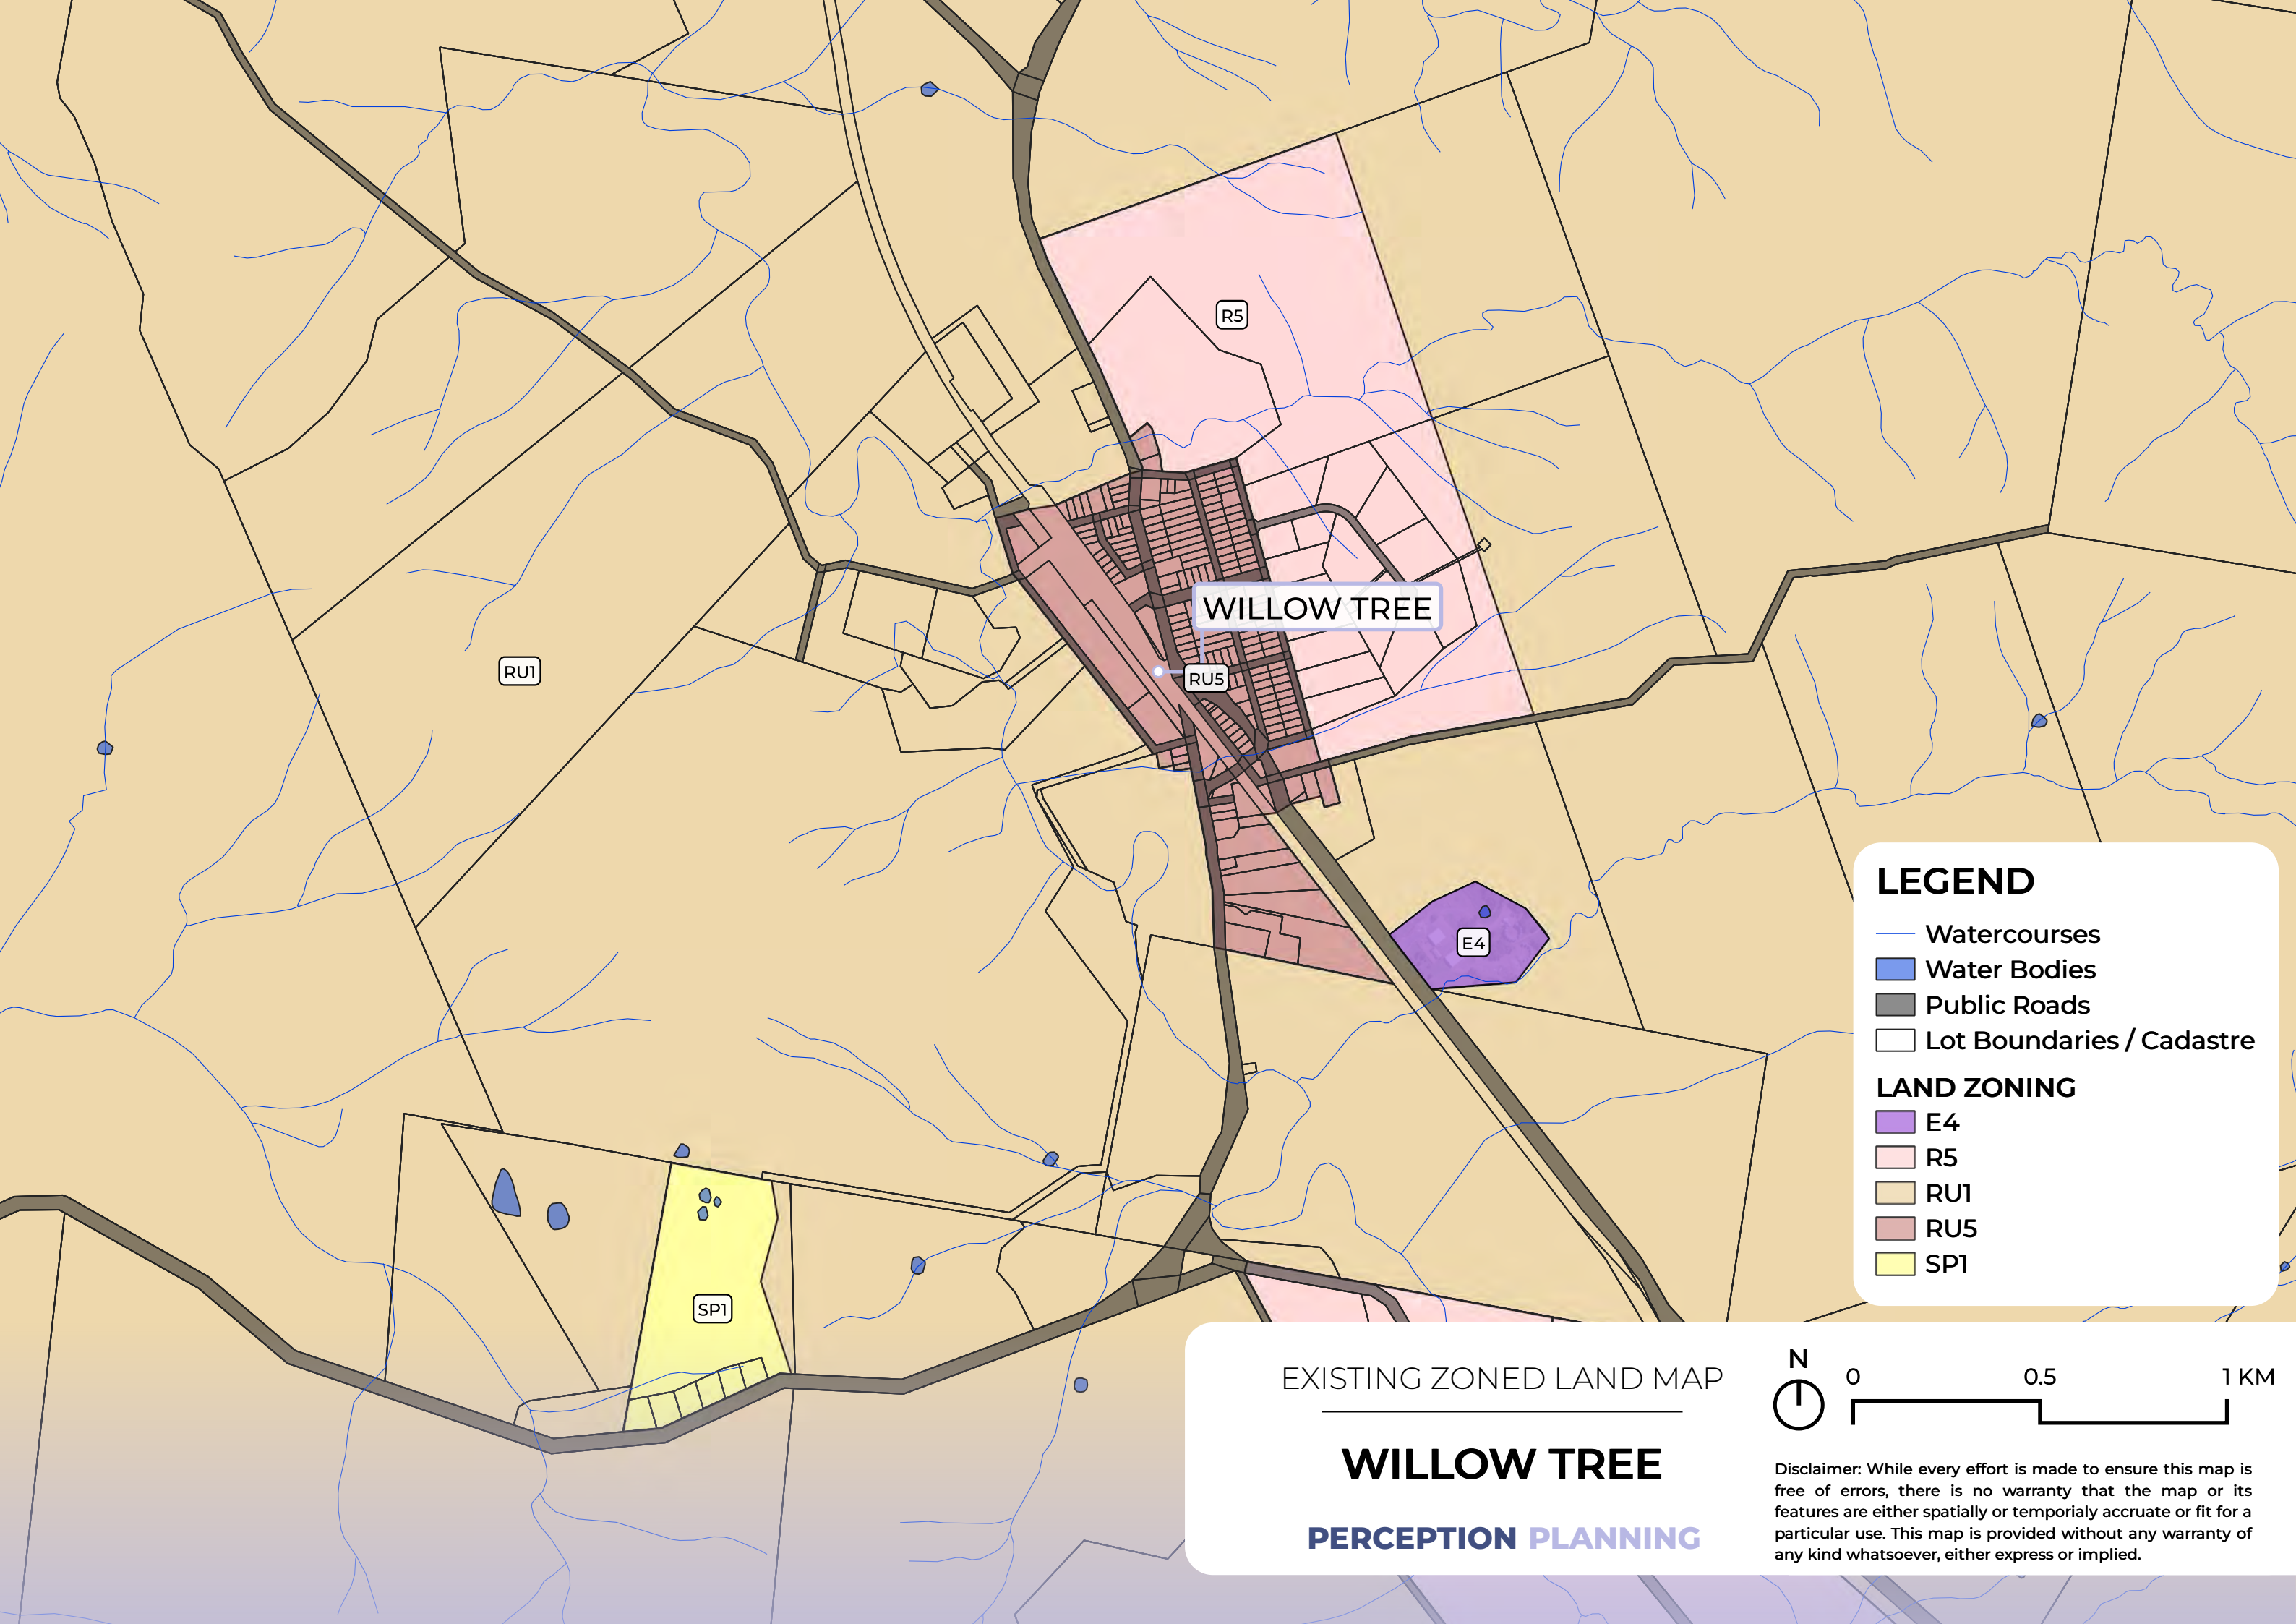 R5
WILLOW TREE
RU1
RU5
E4
SP1
LEGEND
Watercourses
Water Bodies
Public Roads
Lot Boundaries / Cadastre
LAND ZONING
E4
R5
RU1
RU5
SP1
EXISTING ZONED LAND MAP
WILLOW TREE
PERCEPTION PLANNING
N
0 0.5 1 KM
Disclaimer: While every effort is made to ensure this map is
free of errors, there is no warranty that the map or its
features are either spatially or temporialy accruate or fit for a
particular use. This map is provided without any warranty of
any kind whatsoever, either express or implied.